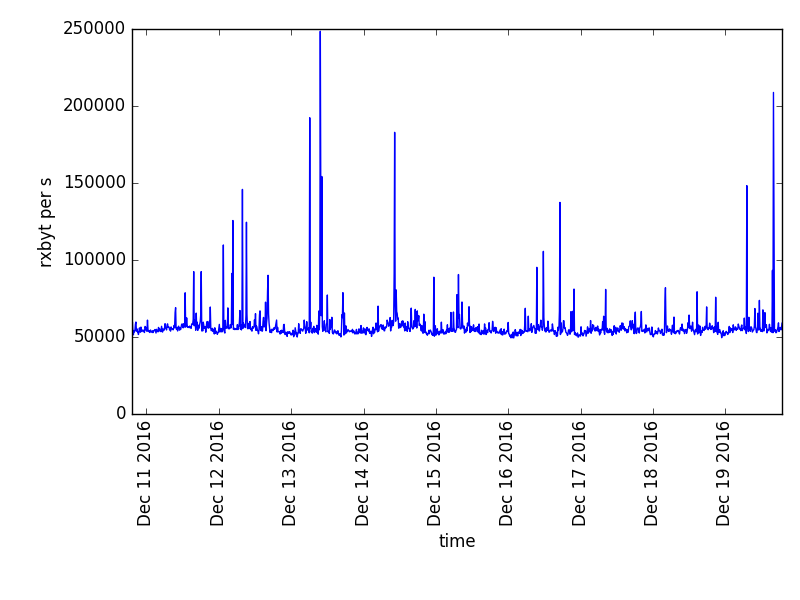 250000
200000
150000
100000
50000
0
rxbyt per s
Dec 11 2016
Dec 12 2016
Dec 13 2016
Dec 14 2016
Dec 15 2016
Dec 16 2016
Dec 17 2016
Dec 18 2016
Dec 19 2016
time